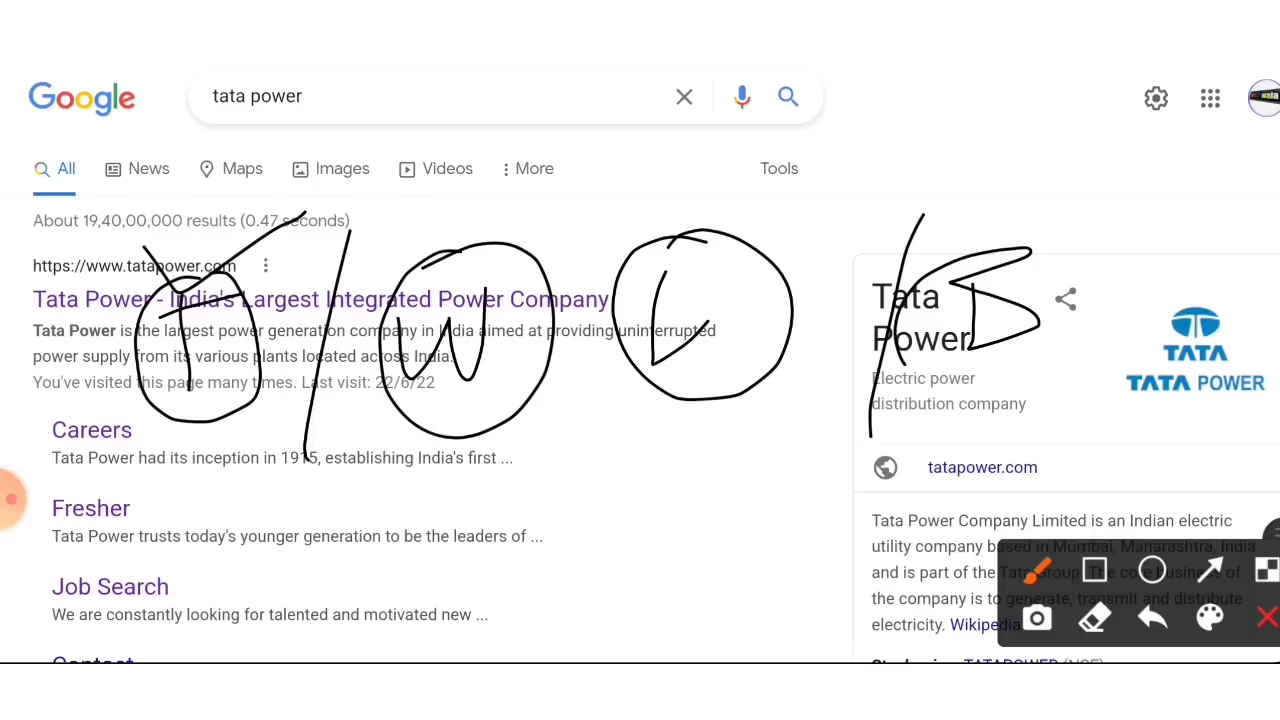 Google
tata power
All News Maps Images Videos More Tools
About 19,40,00,000 results (0.47 seconds)
https://www.tatapower.com
Tata Power - India's Largest Integrated Power Company
Tata Power is the largest power generation company in India aimed at providing uninterrupted
power supply from its various plants located across India.
You've visited this page many times. Last visit: 22/6/22
Careers
Tata Power had its inception in 1915, establishing India's first ...
Fresher
Tata Power trusts today's younger generation to be the leaders of ...
Job Search
We are constantly looking for talented and motivated new ...
Contact
T / W L / B
Tata
Power
Electric power
distribution company
TATA
TATA POWER
tatapower.com
Tata Power Company Limited is an Indian electric
utility company based in Mumbai, Maharashtra, India
and is part of the Tata Group. The core business of
the company is to generate, transmit and distribute
electricity. Wikipedia
TATAPOWER (NSE)